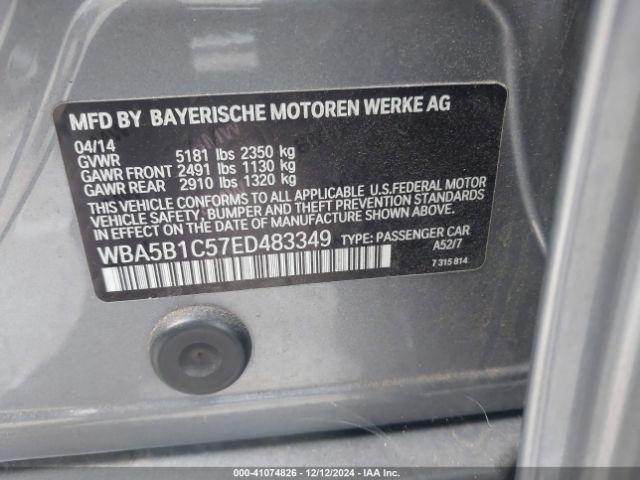 MFD BY BAYERISCHE MOTOREN WERKE AG
04/14
GVWR 5181 lbs 2350 kg
GAWR FRONT 2491 lbs 1130 kg
GAWR REAR 2910 lbs 1320 kg
THIS VEHICLE CONFORMS TO ALL APPLICABLE U.S.FEDERAL MOTOR
VEHICLE SAFETY, BUMPER AND THEFT PREVENTION STANDARDS
IN EFFECT ON THE DATE OF MANUFACTURE SHOWN ABOVE.
WBA5B1C57ED483349 TYPE: PASSENGER CAR
A52/7
7 315 814
000-41074826 - 12/12/2024 - IAA Inc.